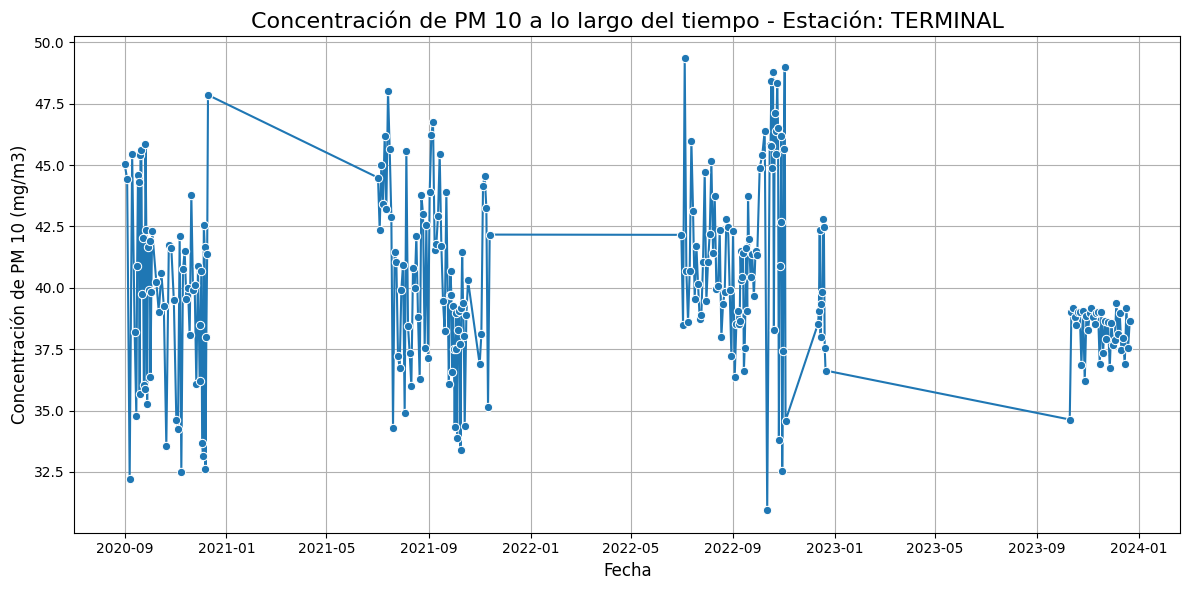 Concentración de PM 10 a lo largo del tiempo - Estación: TERMINAL
Concentración de PM 10 (mg/m3)
50.0
47.5
45.0
42.5
40.0
37.5
35.0
32.5
2020-09 2021-01 2021-05 2021-09 2022-01 2022-05 2022-09 2023-01 2023-05 2023-09 2024-01
Fecha